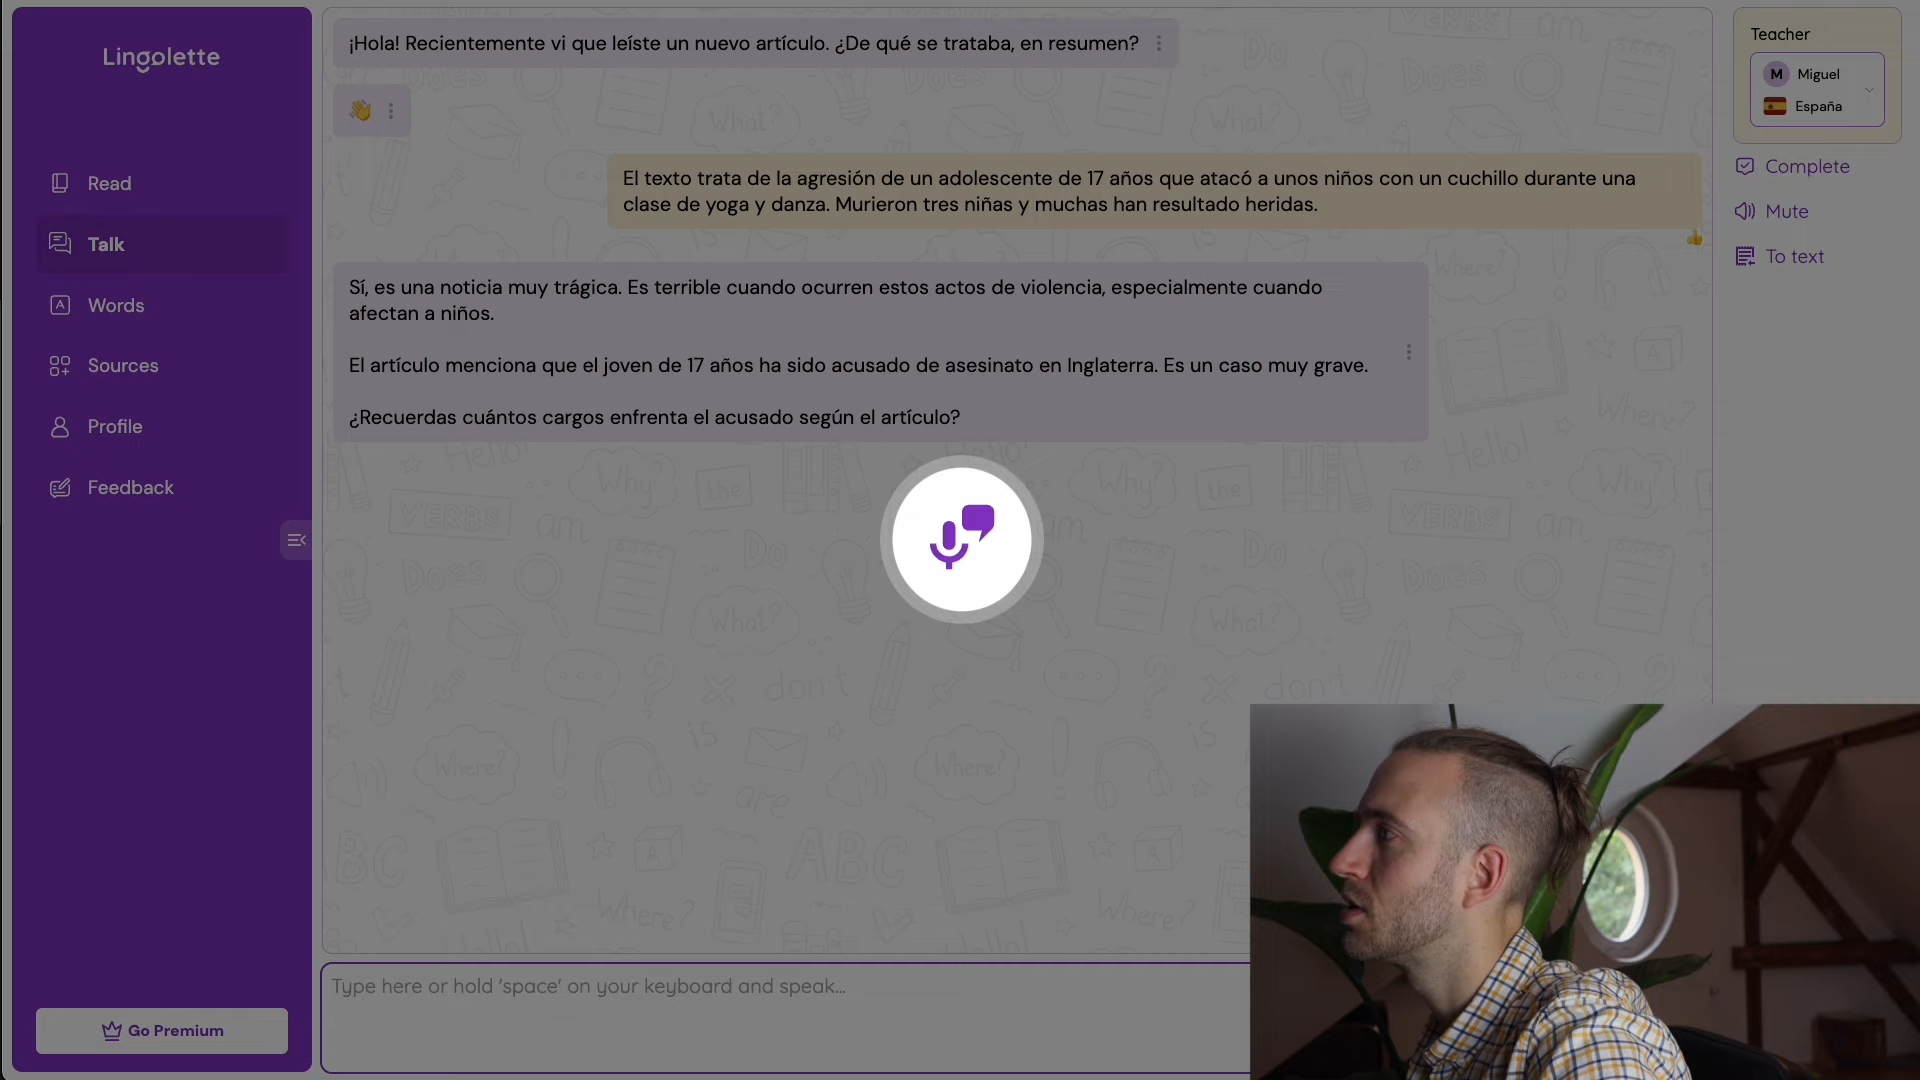 Lingolette
Read
Talk
Words
Sources
Profile
Feedback
Go Premium
¡Hola! Recientemente vi que leíste un nuevo artículo. ¿De qué se trataba, en resumen?
👋
El texto trata de la agresión de un adolescente de 17 años que atacó a unos niños con un cuchillo durante una
clase de yoga y danza. Murieron tres niñas y muchas han resultado heridas.
👍
Sí, es una noticia muy trágica. Es terrible cuando ocurren estos actos de violencia, especialmente cuando
afectan a niños.
El artículo menciona que el joven de 17 años ha sido acusado de asesinato en Inglaterra. Es un caso muy grave.
¿Recuerdas cuántos cargos enfrenta el acusado según el artículo?
Type here or hold 'space' on your keyboard and speak...
Teacher
M Miguel
España
Complete
Mute
To text